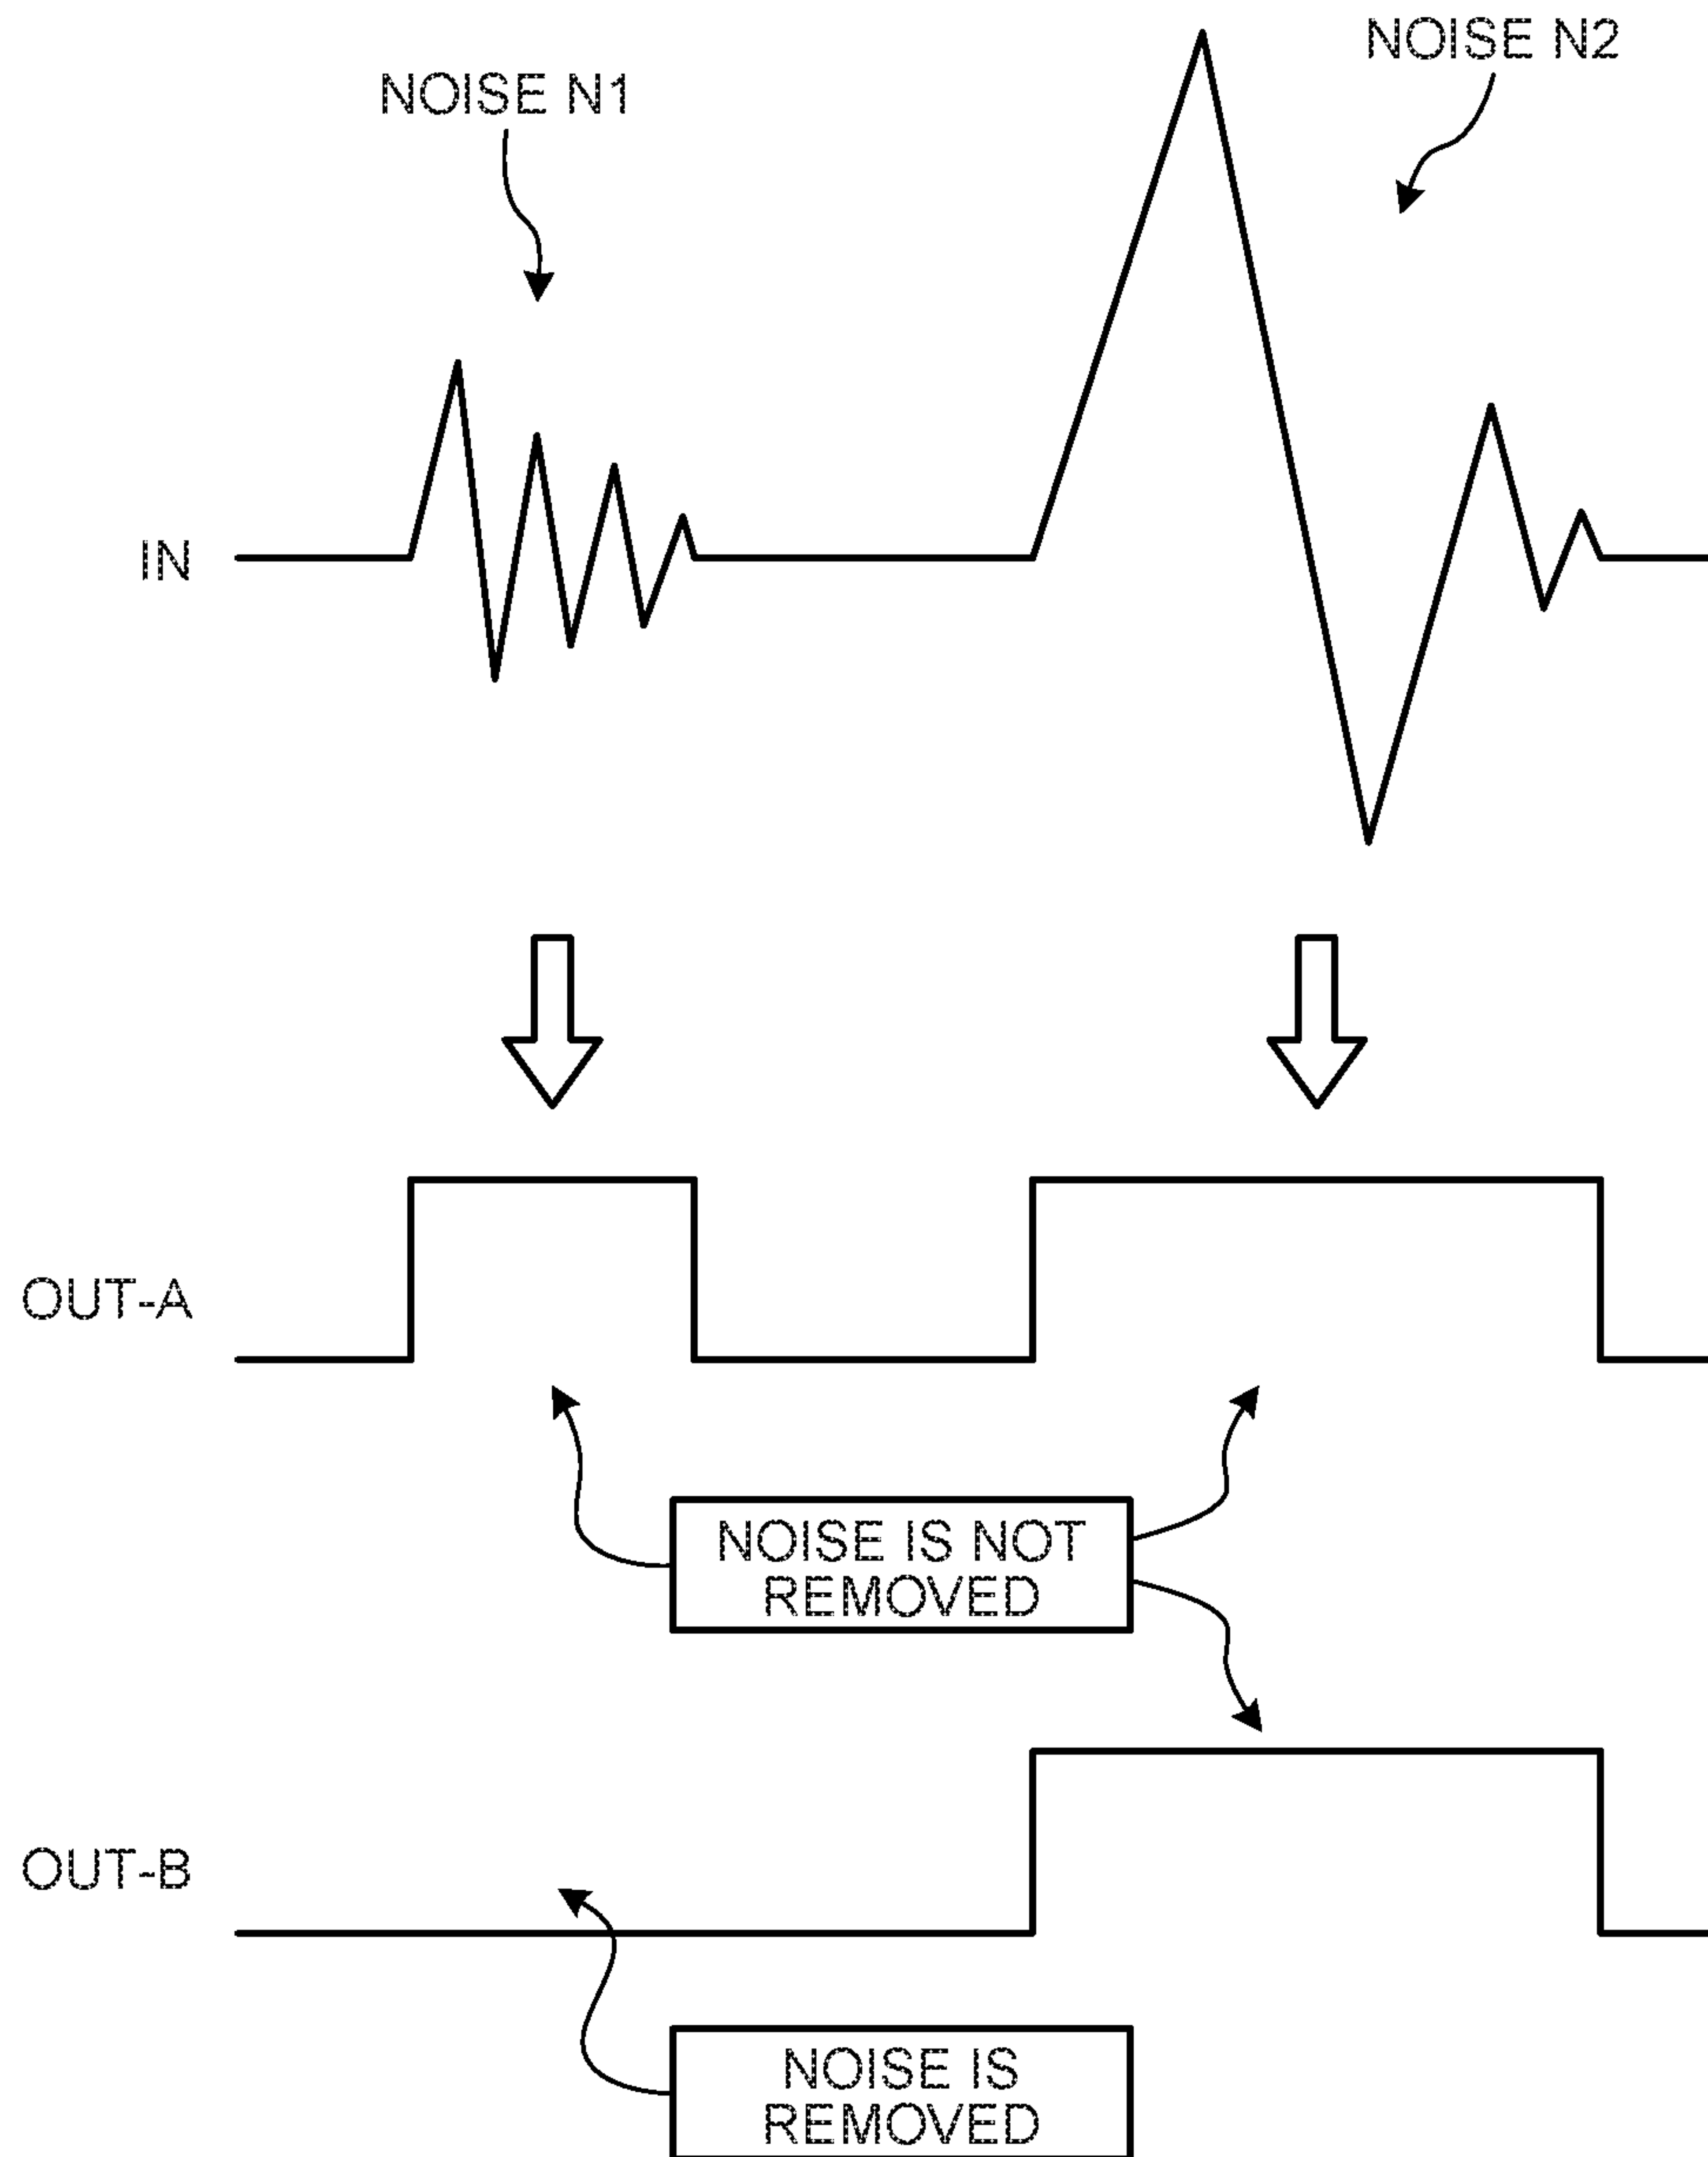 NOISE N2
NOISE N1
IN
OUT-A
NOISE IS NOT
REMOVED
OUT-B
NOISE IS
REMOVED